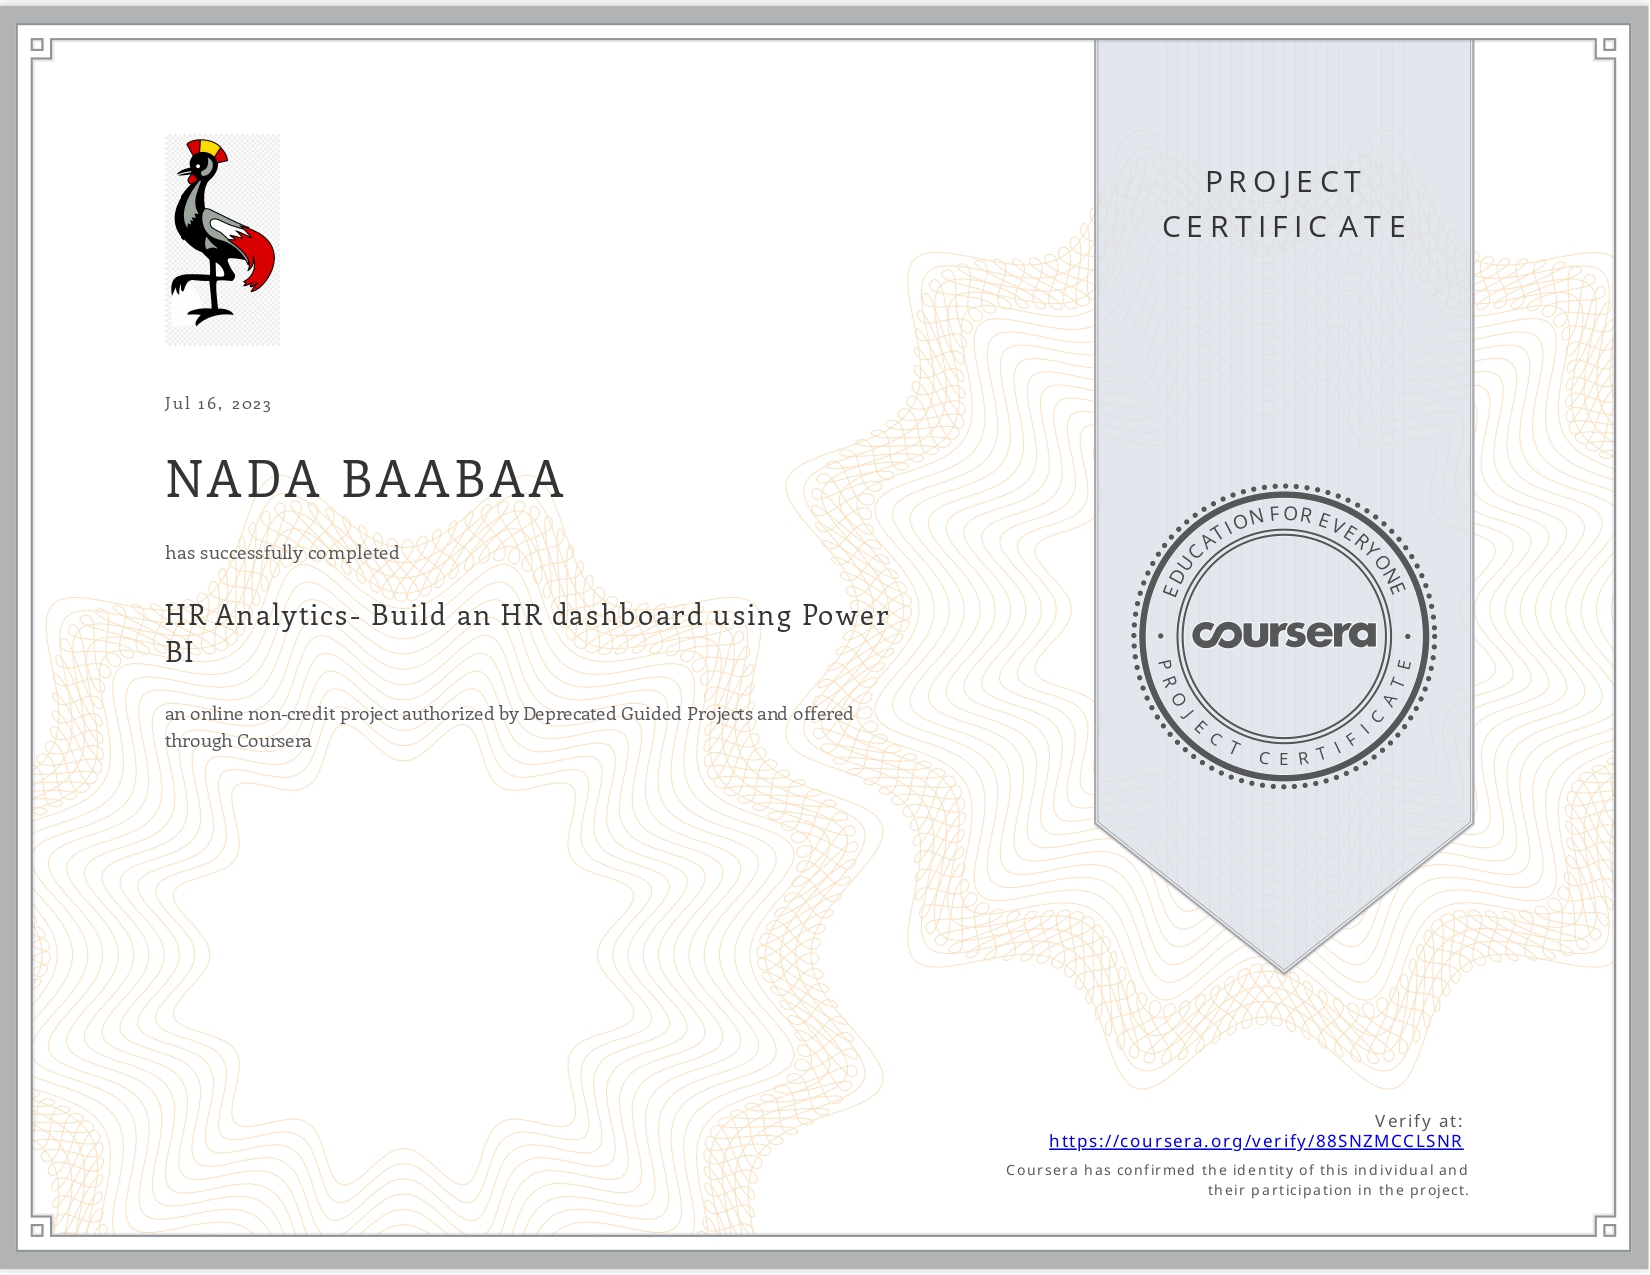 PROJECT
CERTIFICATE
Jul 16, 2023
NADA BAABAA
has successfully completed
HR Analytics- Build an HR dashboard using Power
BI
an online non-credit project authorized by Deprecated Guided Projects and offered
through Coursera
EDUCATION FOR EVERYONE
coursera
PROJECT CERTIFICATE
Verify at:
https://coursera.org/verify/88SNZMCCLSNR
Coursera has confirmed the identity of this individual and
their participation in the project.